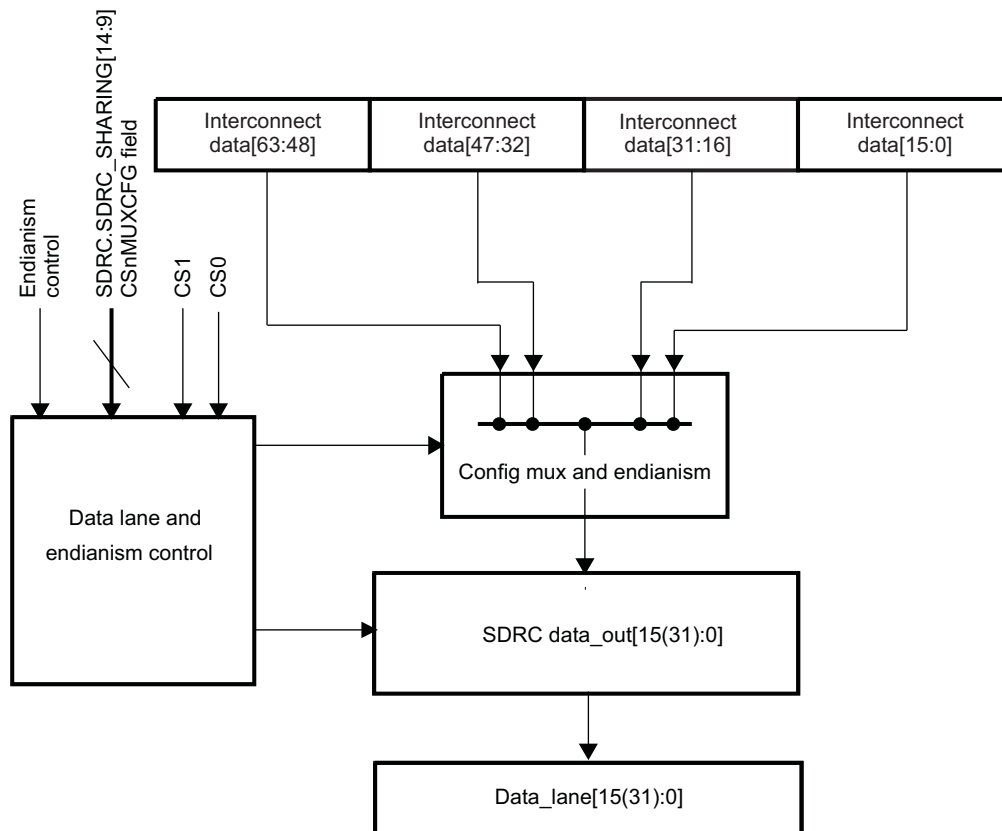 Endianism
control
SDRC.SDRC_SHARING[14:9]
CSnMUXCFG field
CS1
CS0
Interconnect
data[63:48]
Interconnect
data[47:32]
Interconnect
data[31:16]
Interconnect
data[15:0]
Config mux and endianism
Data lane and
endianism control
SDRC data_out[15(31):0]
Data_lane[15(31):0]